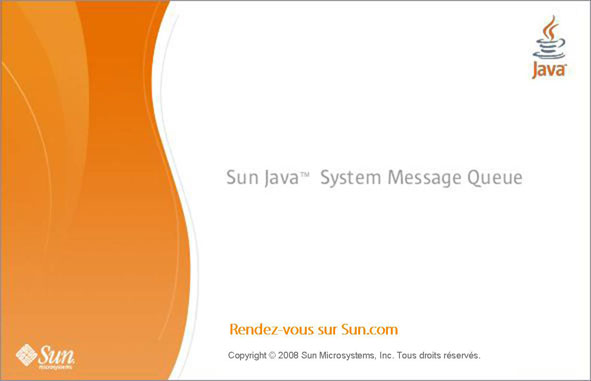 Java™
Sun Java™ System Message Queue
Rendez-vous sur Sun.com
Sun
microsystems
Copyright © 2008 Sun Microsystems, Inc. Tous droits réservés.